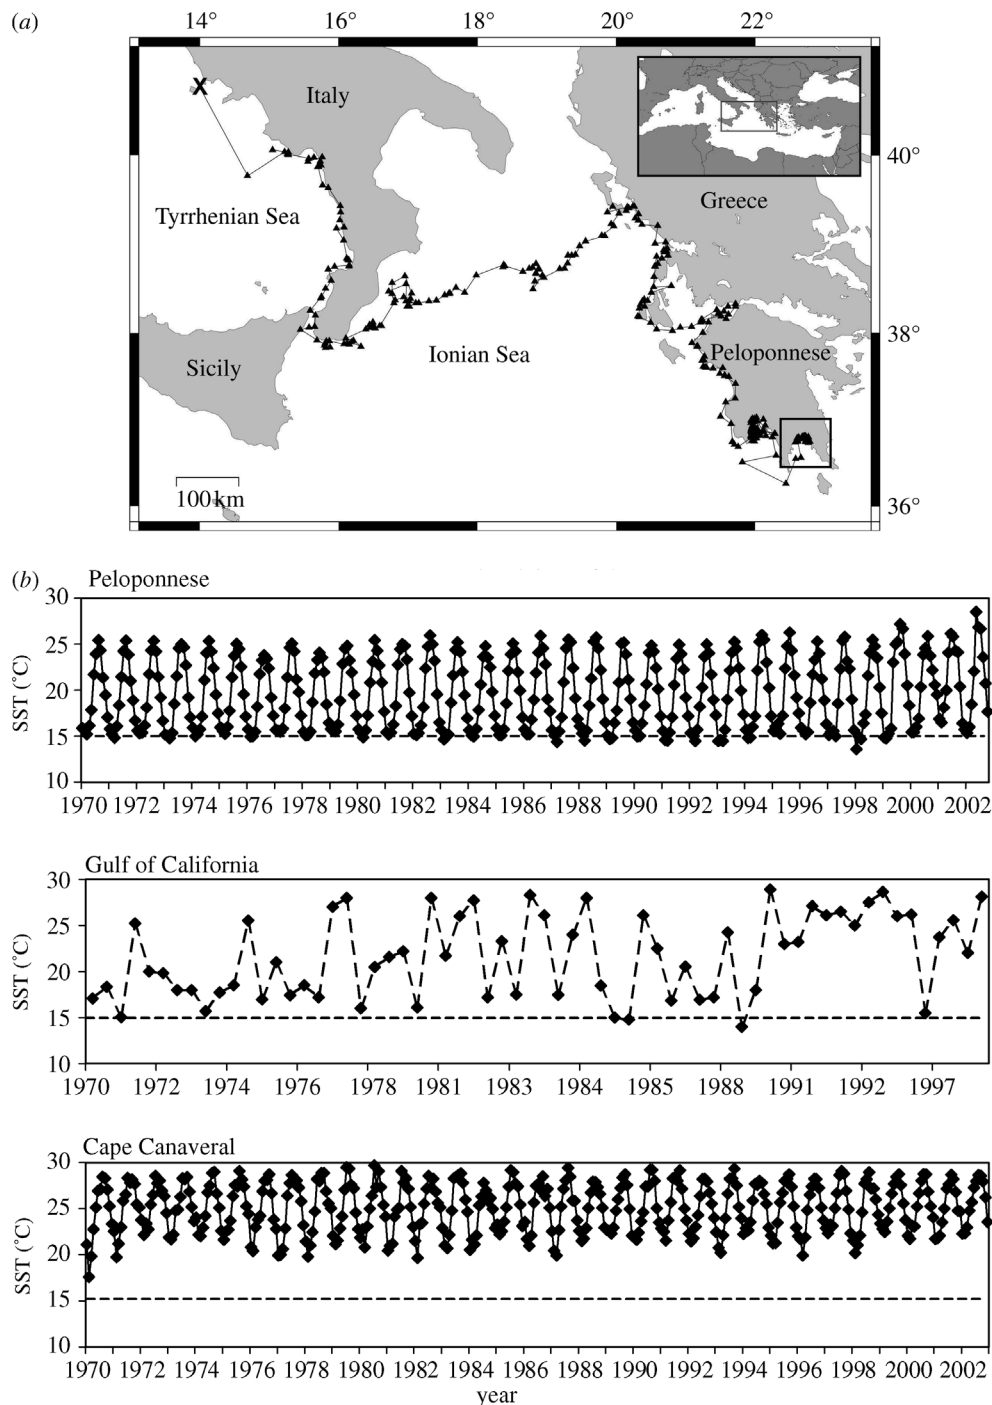 (a)
14° 16° 18° 20° 22°
X
Italy
40°
Greece
Tyrrhenian Sea
38°
Ionian Sea
Peloponnese
Sicily
100 km
36°
(b)
Peloponnese
30
25
20
15
10
SST (°C)
1970 1972 1974 1976 1978 1980 1982 1984 1986 1988 1990 1992 1994 1996 1998 2000 2002
Gulf of California
30
25
20
15
10
SST (°C)
1970 1972 1974 1976 1978 1981 1983 1984 1985 1988 1991 1992 1997
Cape Canaveral
30
25
20
15
10
SST (°C)
1970 1972 1974 1976 1978 1980 1982 1984 1986 1988 1990 1992 1994 1996 1998 2000 2002
year